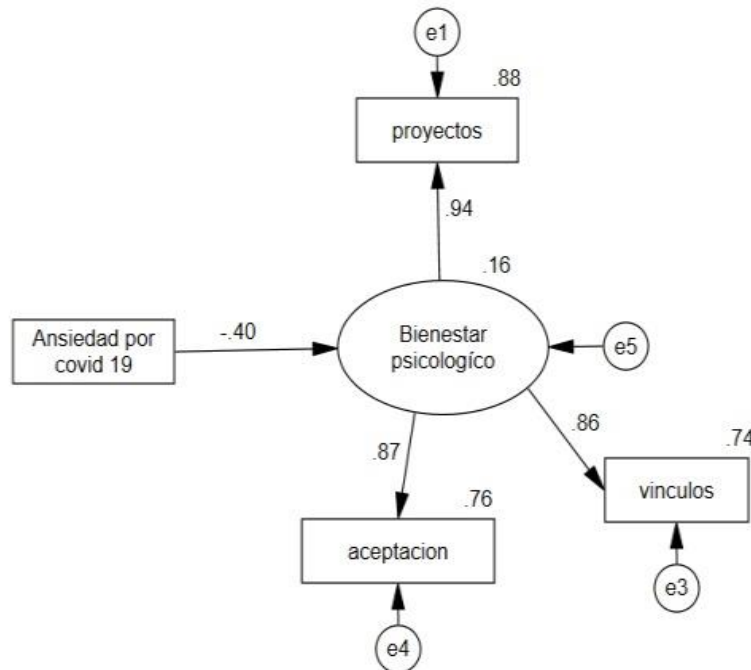 e1
.88
proyectos
.94
.16
Ansiedad por
covid 19
-.40
Bienestar
psicologíco
e5
.87
.86
.74
vinculos
.76
aceptacion
e3
e4